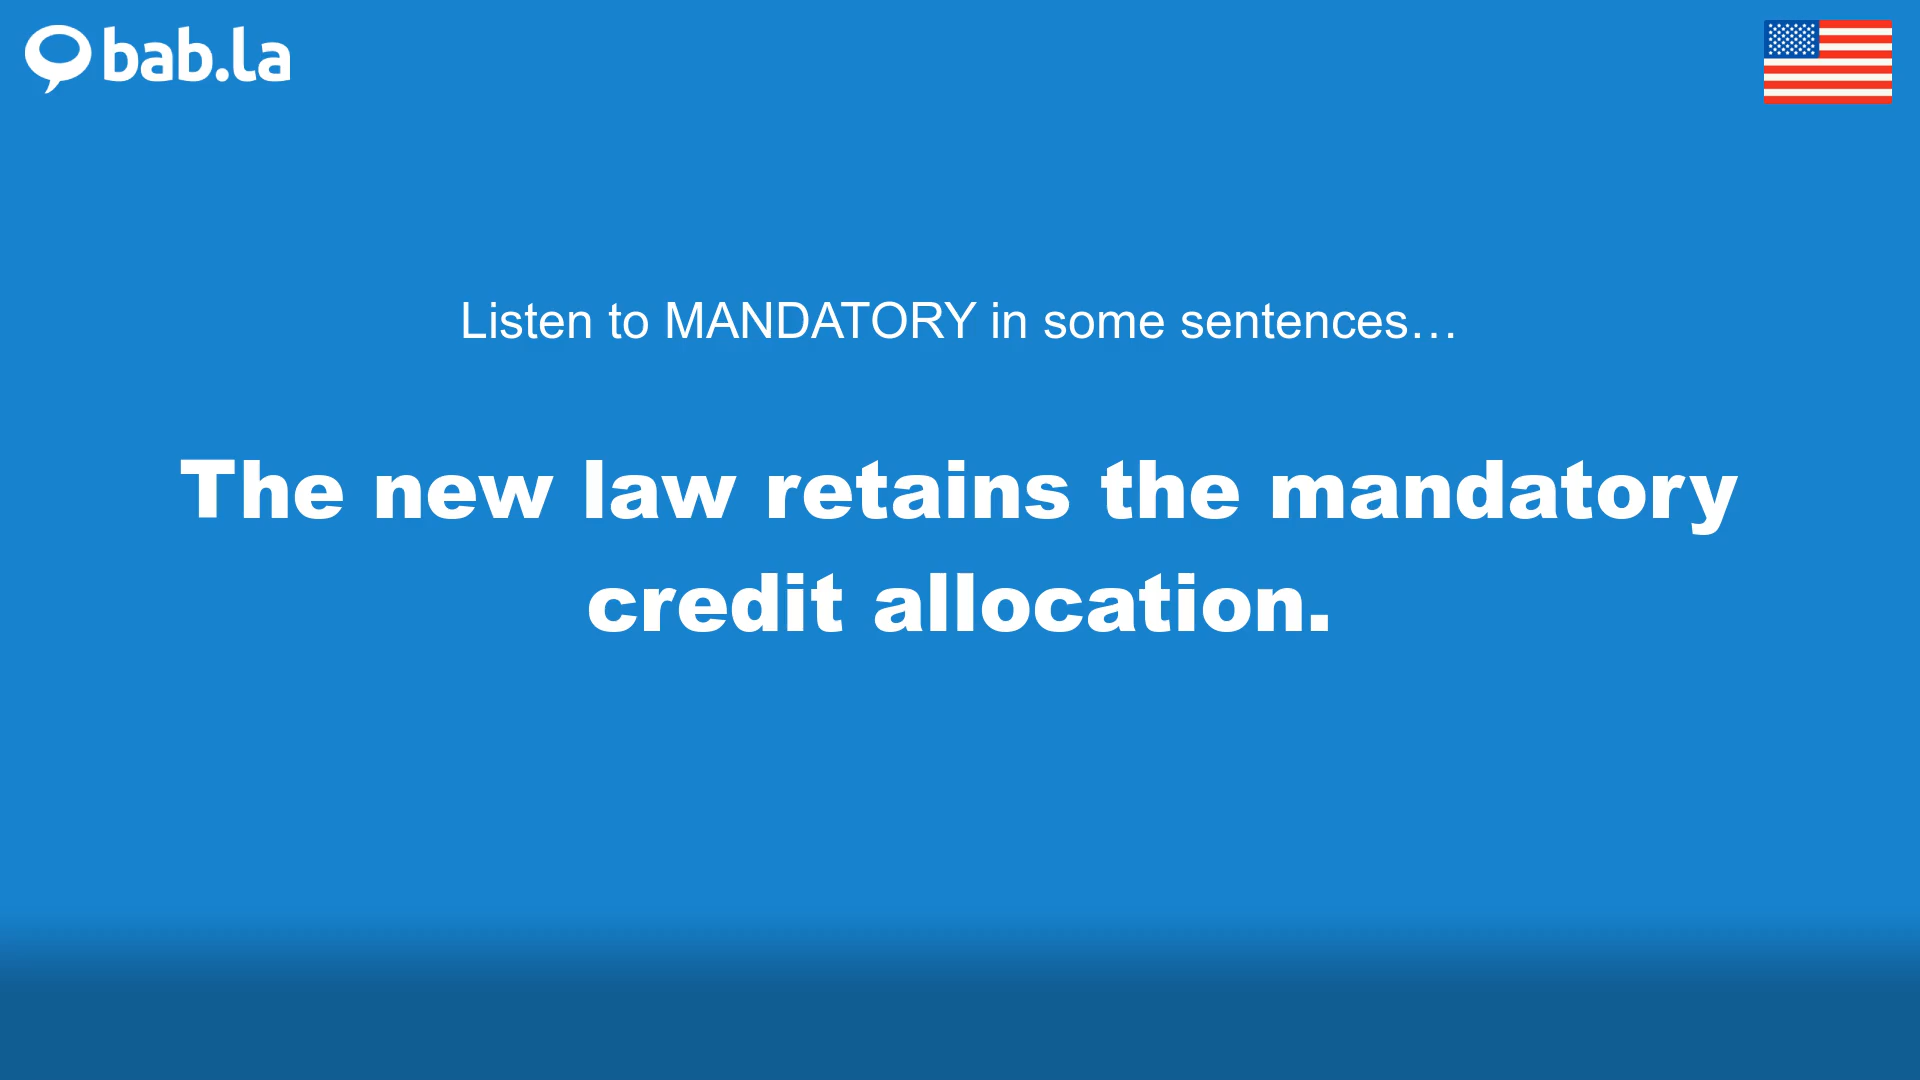 bab.la
Listen to MANDATORY in some sentences…
The new law retains the mandatory
credit allocation.